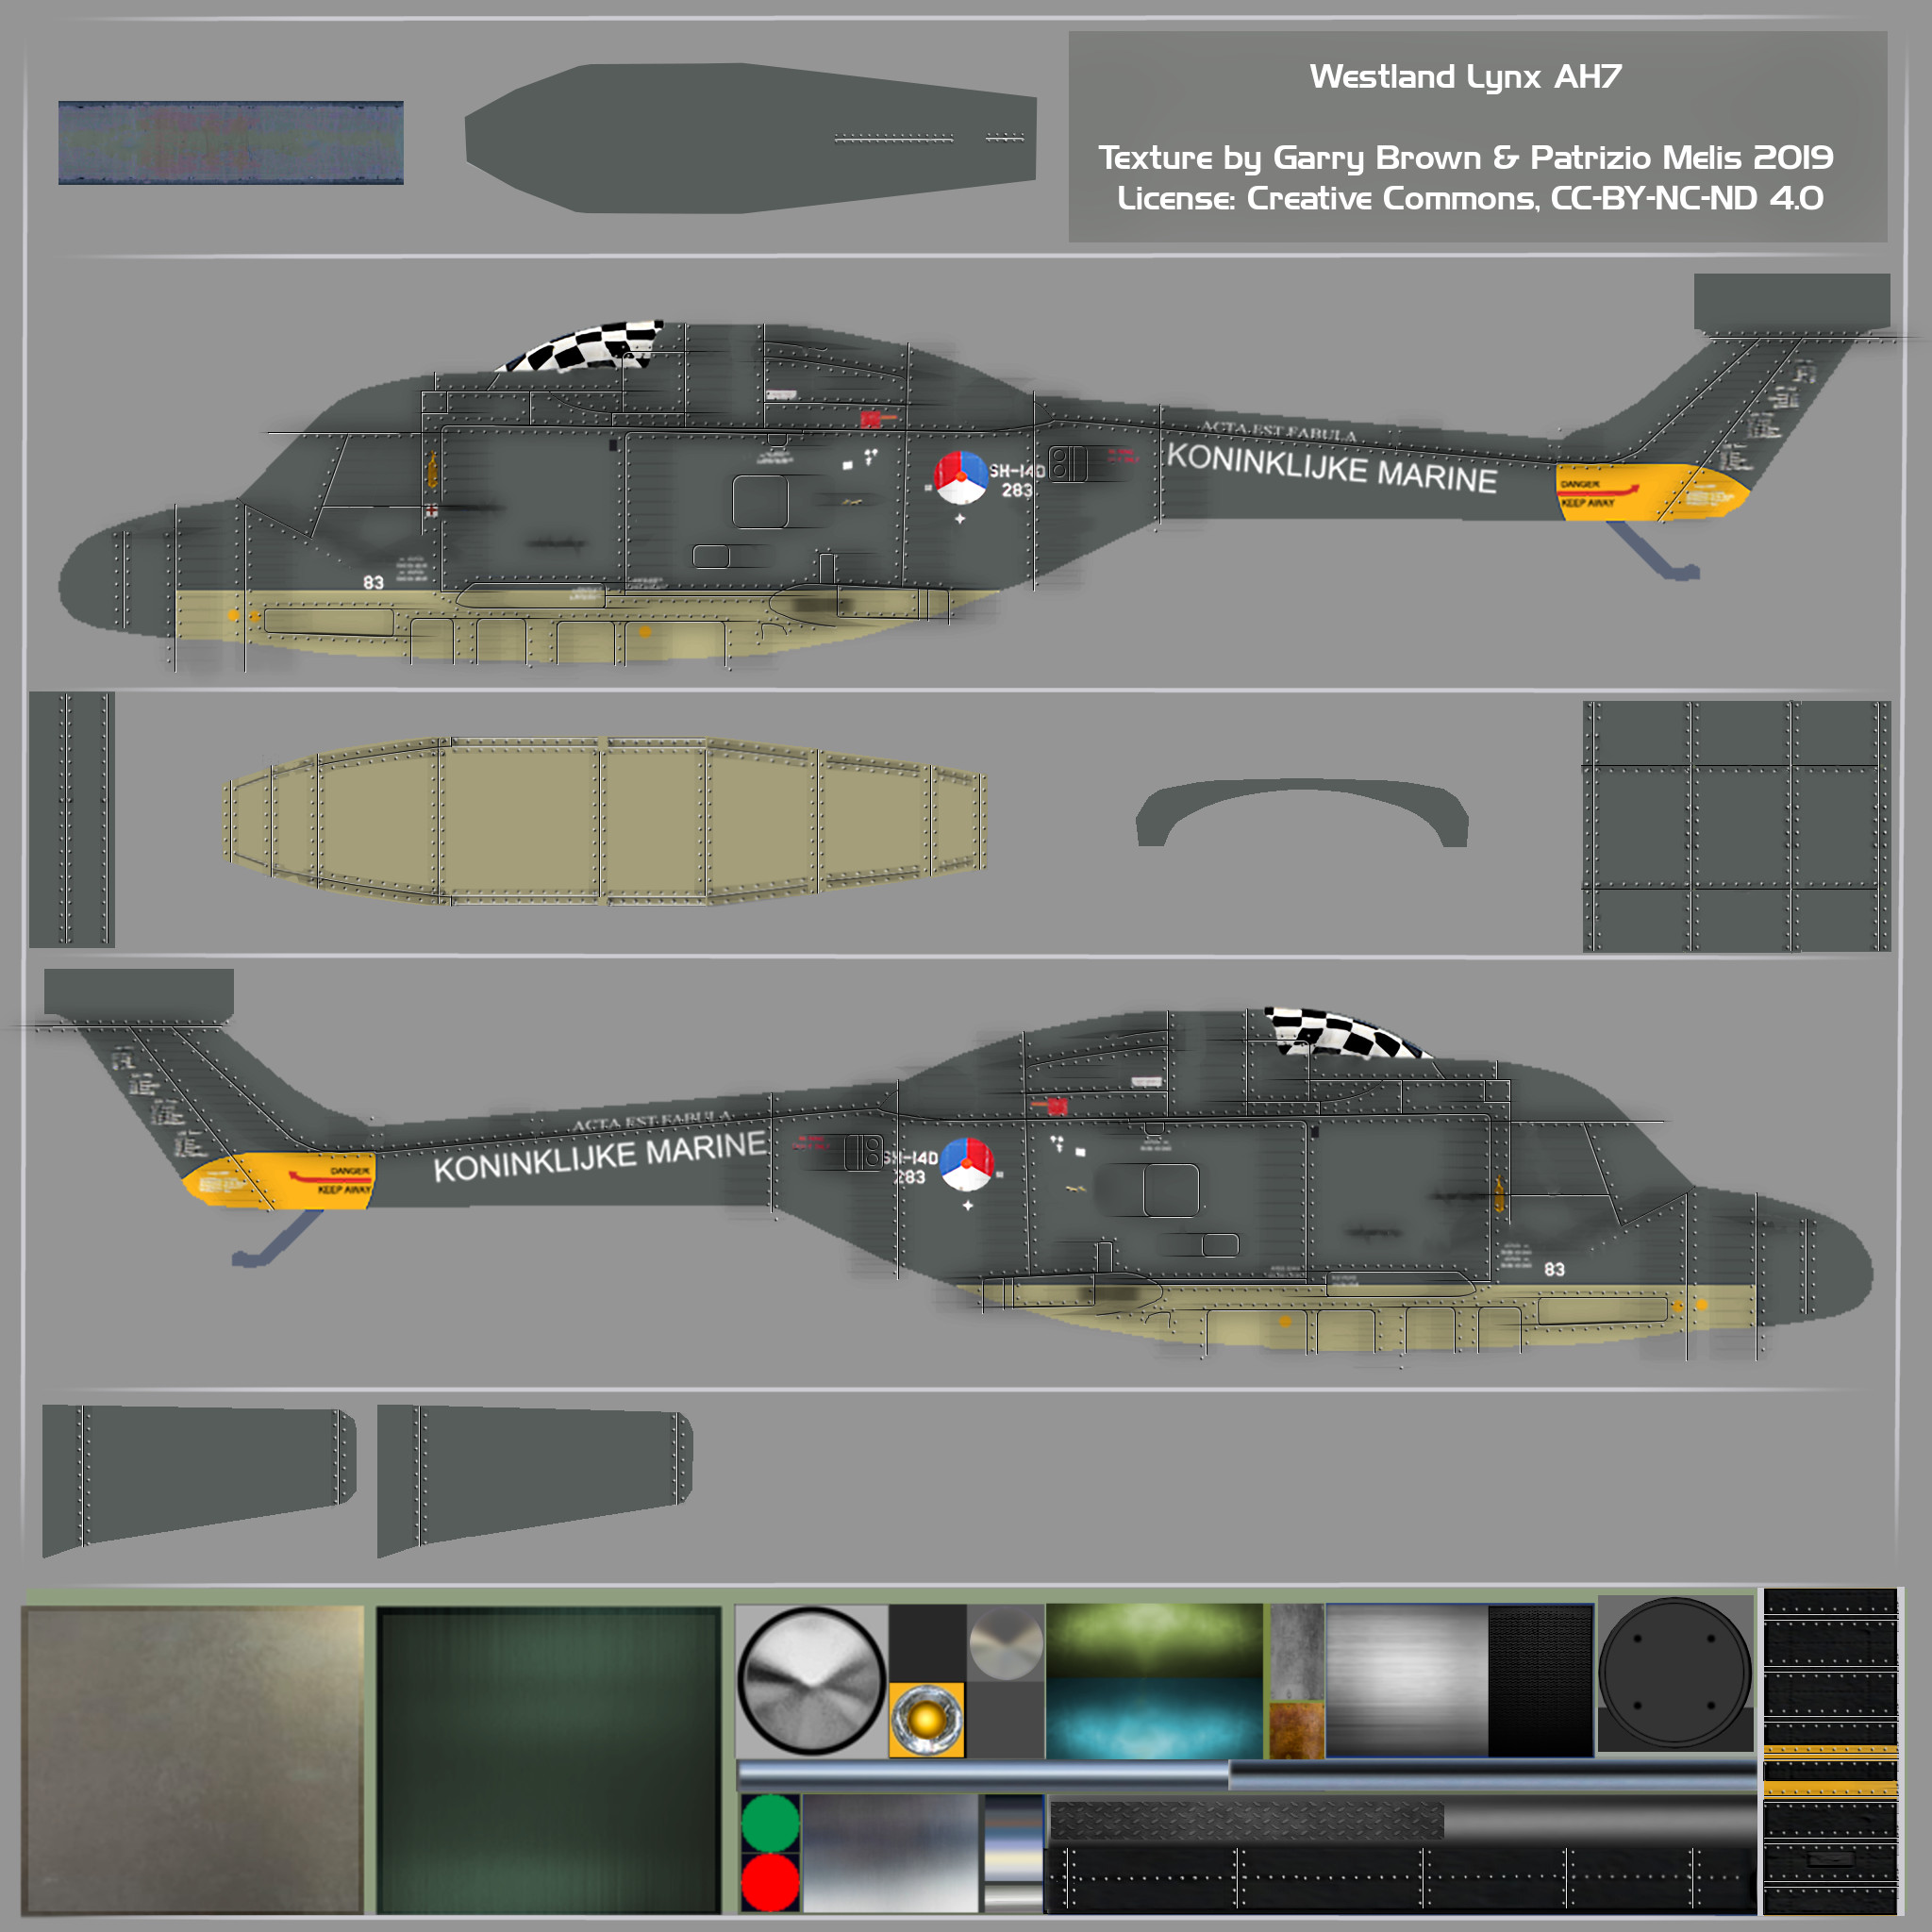 Westland Lynx AH7
Texture by Garry Brown & Patrizio Melis 2019
License: Creative Commons, CC-BY-NC-ND 4.0
ACTA EST FABULA
KONINKLIJKE MARINE
SH-14D
283
DANGER
KEEP AWAY
83
ACTA EST FABULA
KONINKLIJKE MARINE
SH-14D
283
DANGER
KEEP AWAY
83